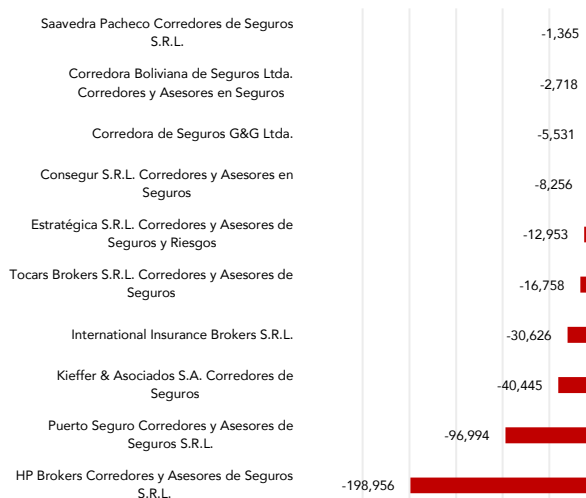 Saavedra Pacheco Corredores de Seguros
S.R.L.
-1,365
Corredora Boliviana de Seguros Ltda.
Corredores y Asesores en Seguros
-2,718
Corredora de Seguros G&G Ltda.
-5,531
Consegur S.R.L. Corredores y Asesores en
Seguros
-8,256
Estratégica S.R.L. Corredores y Asesores de
Seguros y Riesgos
-12,953
Tocars Brokers S.R.L. Corredores y Asesores de
Seguros
-16,758
International Insurance Brokers S.R.L.
-30,626
Kieffer & Asociados S.A. Corredores de
Seguros
-40,445
Puerto Seguro Corredores y Asesores de
Seguros S.R.L.
-96,994
HP Brokers Corredores y Asesores de Seguros
S.R.L.
-198,956